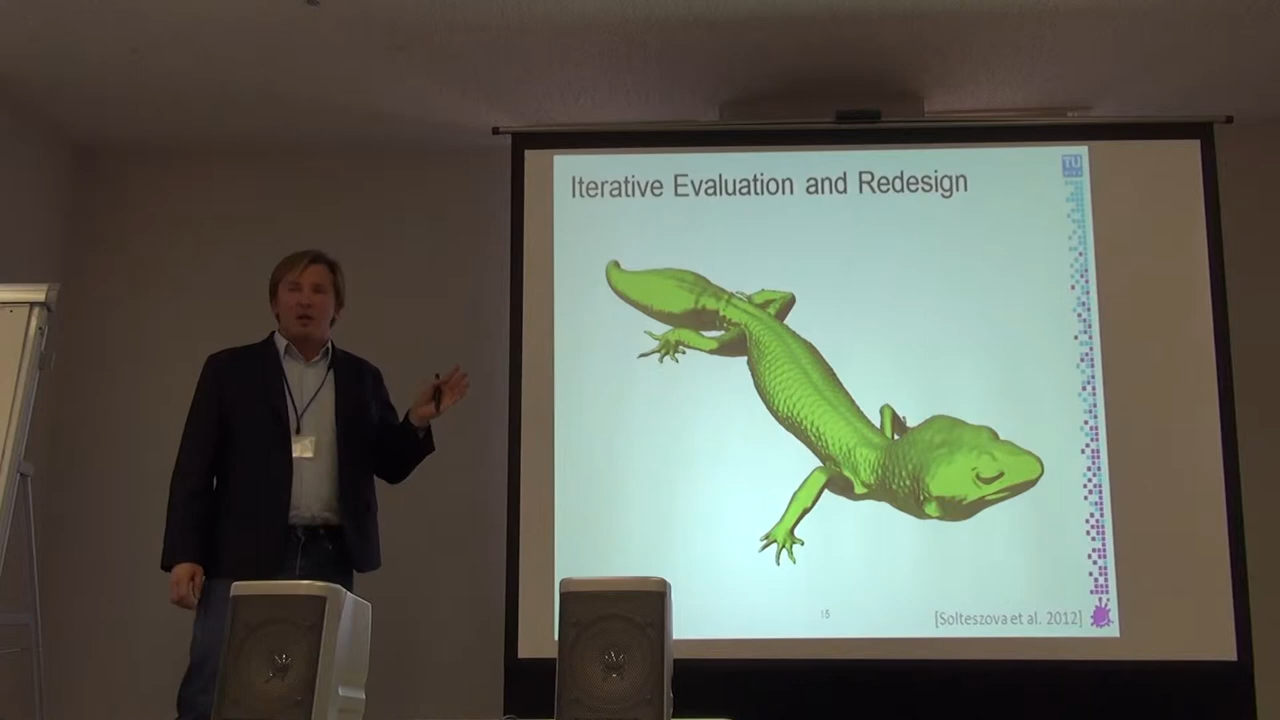 Iterative Evaluation and Redesign
TU
15
[Solteszova et al. 2012]